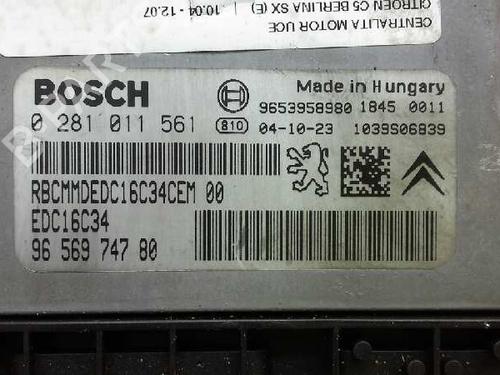 CENTRALITA MOTOR UCE
CITROEN C5 BERLINA SX (E) | 10.04 - 12.07
BOSCH
Made in Hungary
9653958980 1845 0011
0 281 011 561
810
04-10-23 1039S06839
RBCMMDEDC16C34CEM 00
EDC16C34
96 569 747 80